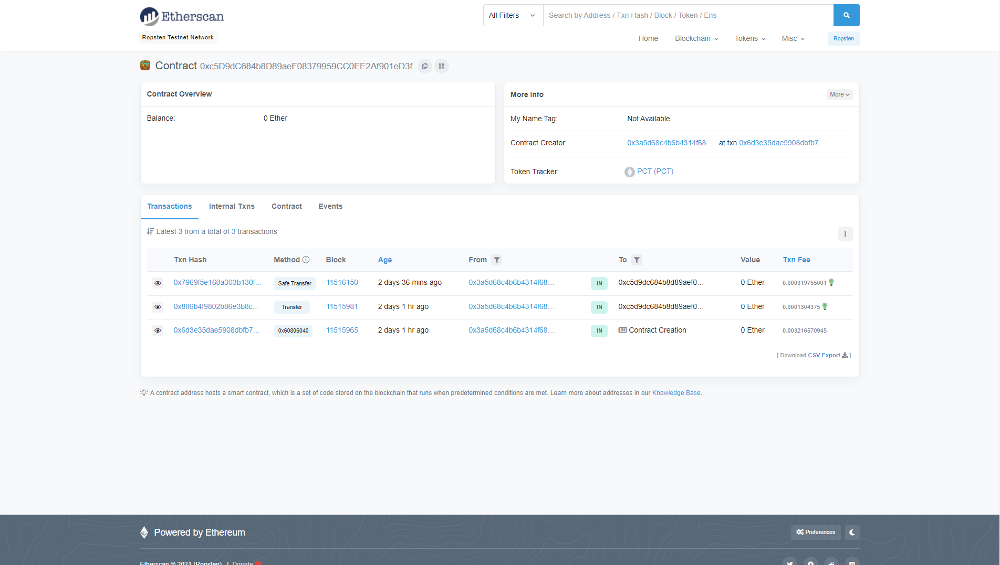 Etherscan
All Filters
Search by Address / Txn Hash / Block / Token / Ens
Ropsten Testnet Network
Home Blockchain Tokens Misc Ropsten
Contract 0xc5D9dC684b8D89aeF08379959CC0EE2Af901eD3f
Contract Overview
Balance: 0 Ether
More Info More
My Name Tag: Not Available
Contract Creator: 0x3a5d68c4b6b4314f68... at txn 0x6d3e35dae5908dbfb7...
Token Tracker: PCT (PCT)
Transactions Internal Txns Contract Events
Latest 3 from a total of 3 transactions
Txn Hash Method Block Age From To Value Txn Fee
0x7969f5e160a303b130f... Safe Transfer 11516150 2 days 36 mins ago 0x3a5d68c4b6b4314f68... IN 0xc5d9dc684b8d89aef0... 0 Ether 0.000319755001
0x8ff6b4f9802b86e3b8c... Transfer 11515981 2 days 1 hr ago 0x3a5d68c4b6b4314f68... IN 0xc5d9dc684b8d89aef0... 0 Ether 0.0001304375
0x6d3e35dae5908dbfb7... 0x60806040 11515965 2 days 1 hr ago 0x3a5d68c4b6b4314f68... IN Contract Creation 0 Ether 0.003216570945
[ Download CSV Export ]
A contract address hosts a smart contract, which is a set of code stored on the blockchain that runs when predetermined conditions are met. Learn more about addresses in our Knowledge Base.
Powered by Ethereum
Preferences
Etherscan © 2021 (Ropsten) | Donate